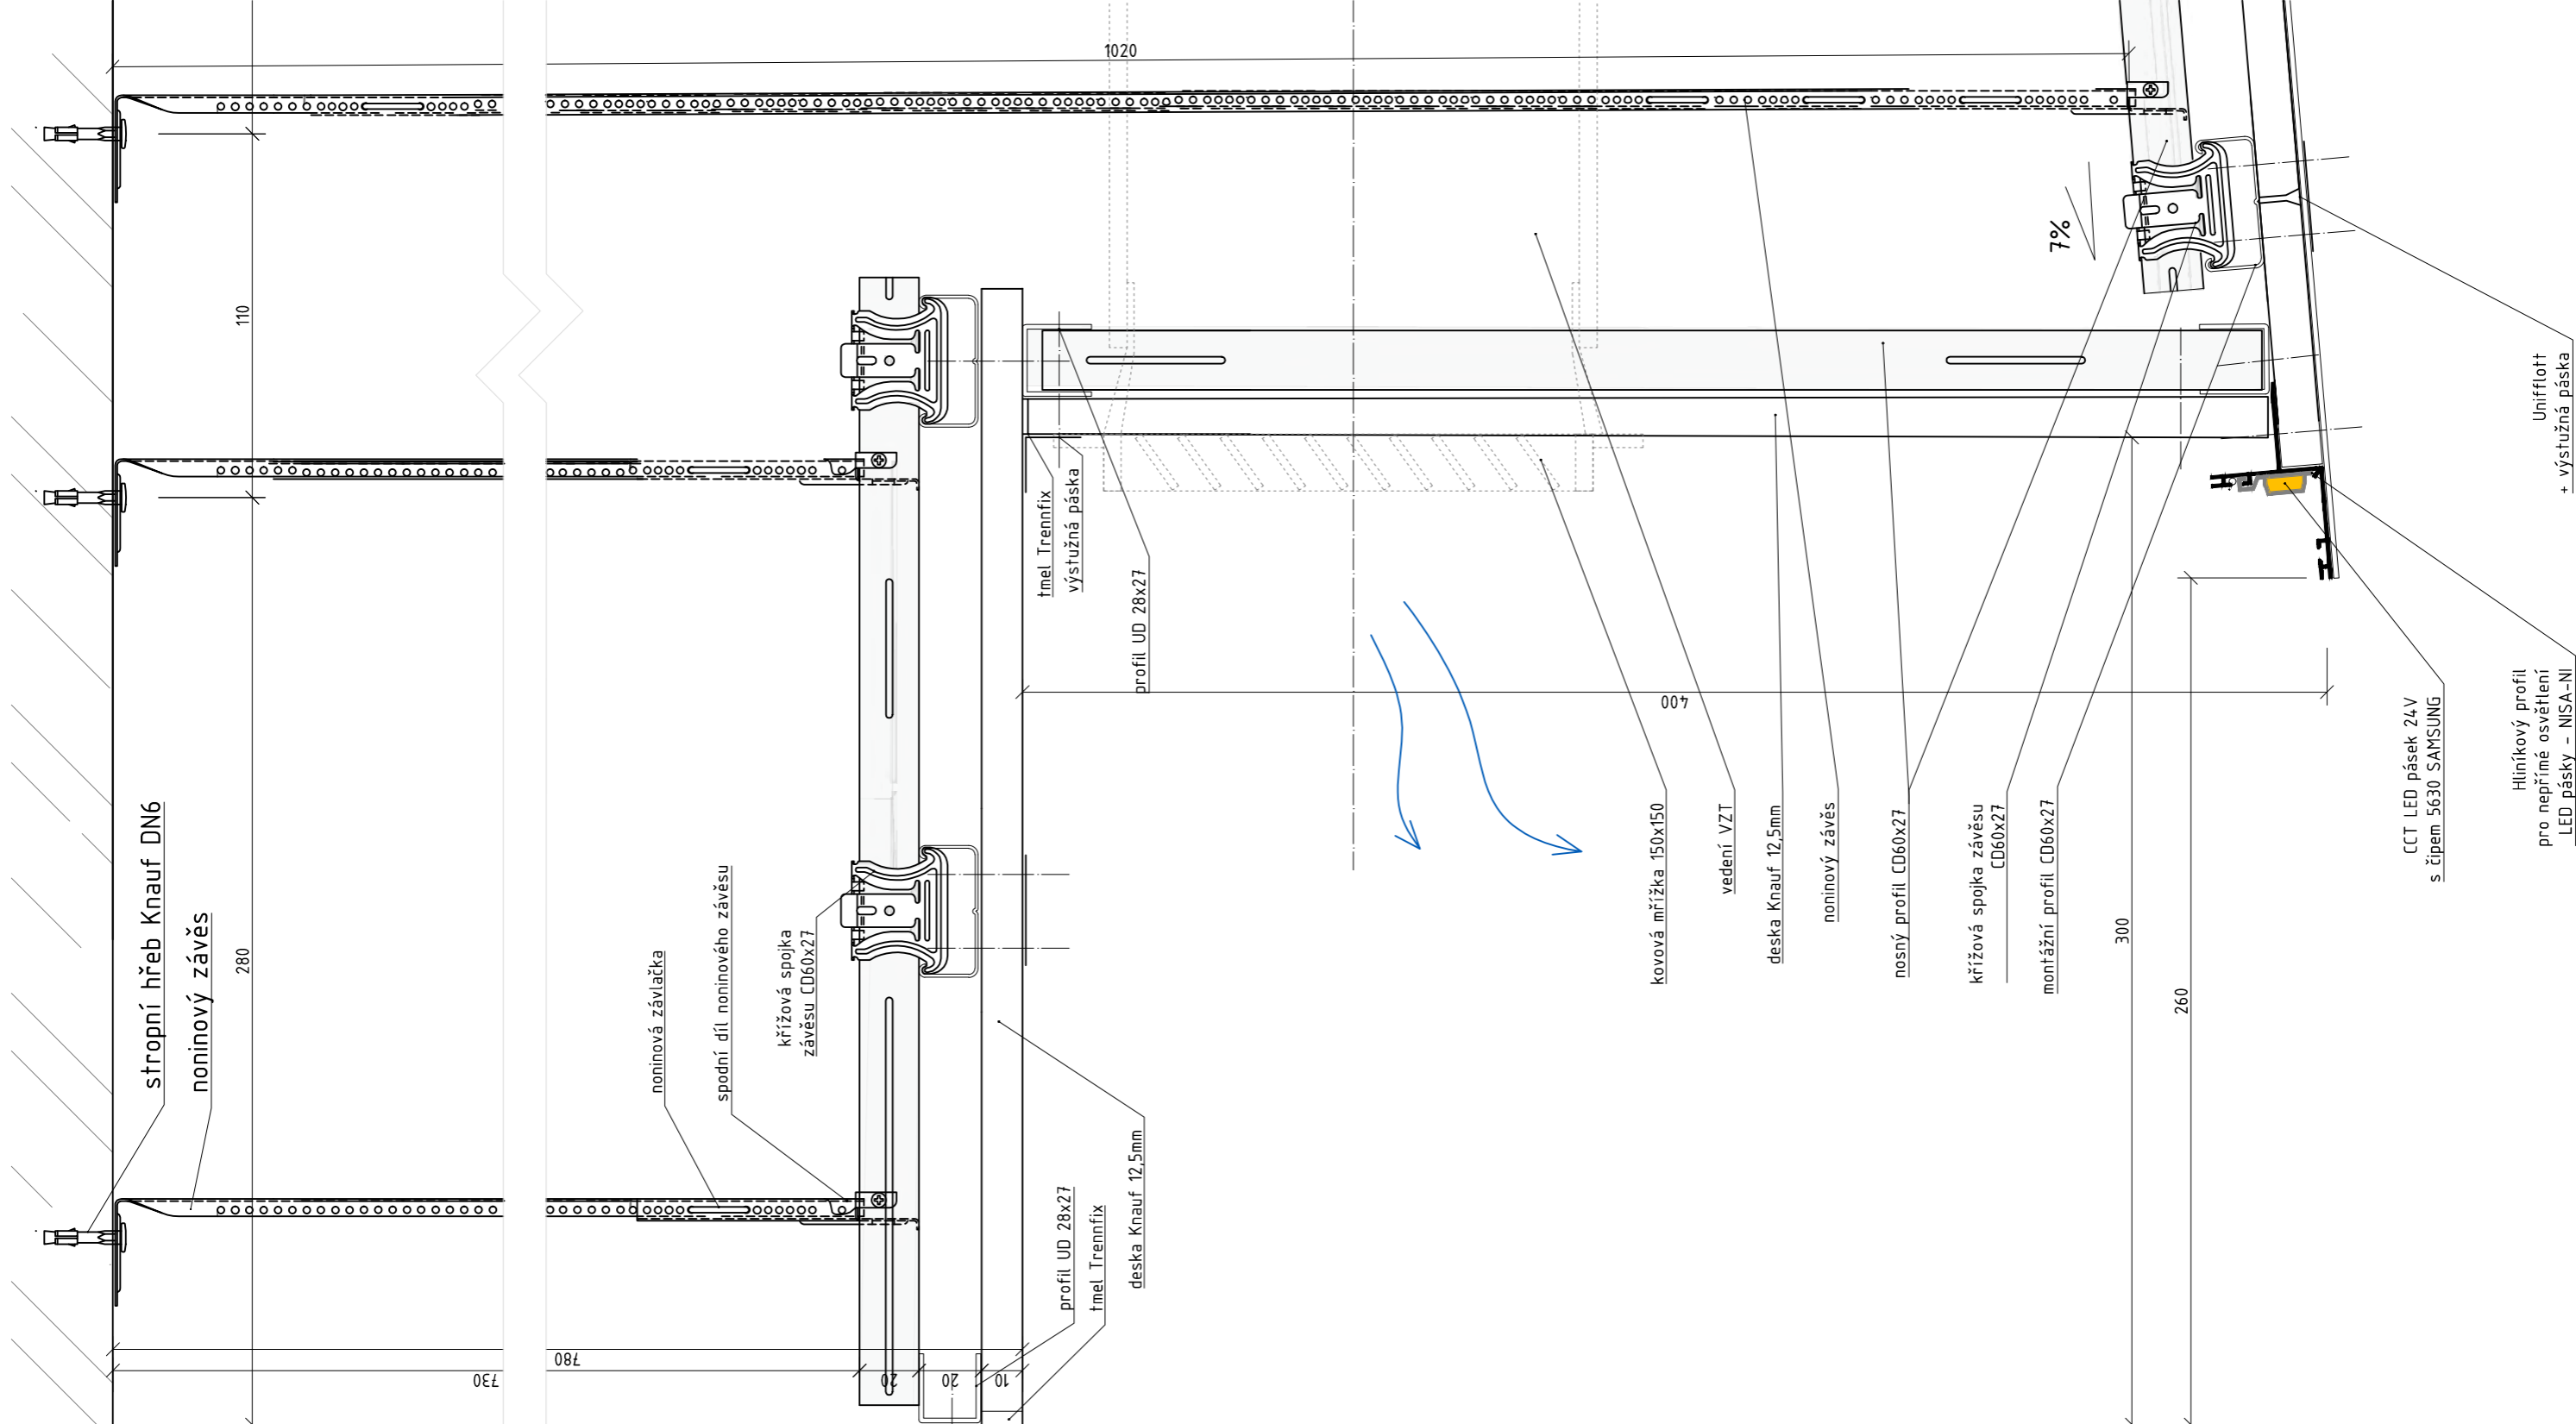 1020
110
280
stropní hřeb Knauf DN6
noninový závěs
noninová závlačka
spodní díl noninového závěsu
křížová spojka
závěsu CD60x27
780
730
20
20
10
profil UD 28x27
tmel Trennfix
deska Knauf 12,5mm
tmel Trennfix
výstužná páska
profil UD 28x27
400
7%
kovová mřížka 150x150
vedení VZT
deska Knauf 12,5mm
noninový závěs
nosný profil CD60x27
křížová spojka závěsu
CD60x27
montážní profil CD60x27
300
260
CCT LED pásek 24V
s čipem 5630 SAMSUNG
Hliníkový profil
pro nepřímé osvětlení
LED pásky - NISA-NI
Uniflott
+ výstužná páska